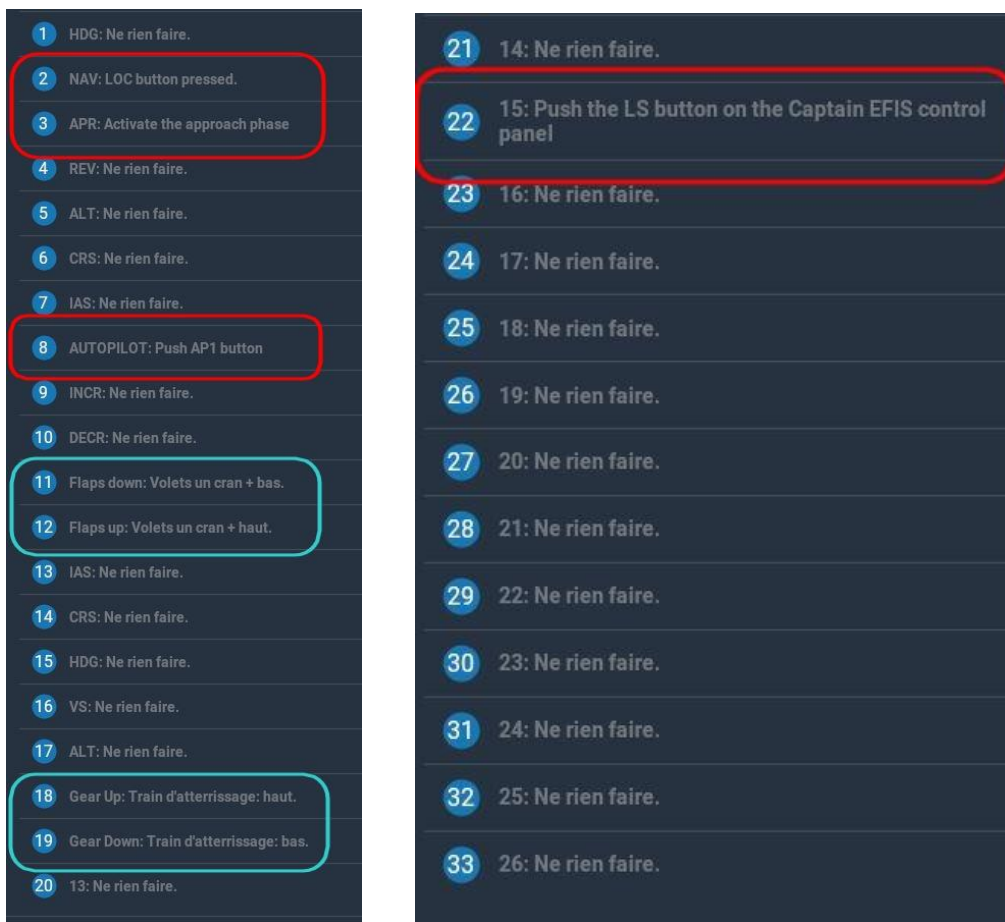 1 HDG: Ne rien faire.
2 NAV: LOC button pressed.
3 APR: Activate the approach phase
4 REV: Ne rien faire.
5 ALT: Ne rien faire.
6 CRS: Ne rien faire.
7 IAS: Ne rien faire.
8 AUTOPILOT: Push AP1 button
9 INCR: Ne rien faire.
10 DECR: Ne rien faire.
11 Flaps down: Volets un cran + bas.
12 Flaps up: Volets un cran + haut.
13 IAS: Ne rien faire.
14 CRS: Ne rien faire.
15 HDG: Ne rien faire.
16 VS: Ne rien faire.
17 ALT: Ne rien faire.
18 Gear Up: Train d'atterrissage: haut.
19 Gear Down: Train d'atterrissage: bas.
20 13: Ne rien faire.
21 14: Ne rien faire.
22 15: Push the LS button on the Captain EFIS control
panel
23 16: Ne rien faire.
24 17: Ne rien faire.
25 18: Ne rien faire.
26 19: Ne rien faire.
27 20: Ne rien faire.
28 21: Ne rien faire.
29 22: Ne rien faire.
30 23: Ne rien faire.
31 24: Ne rien faire.
32 25: Ne rien faire.
33 26: Ne rien faire.